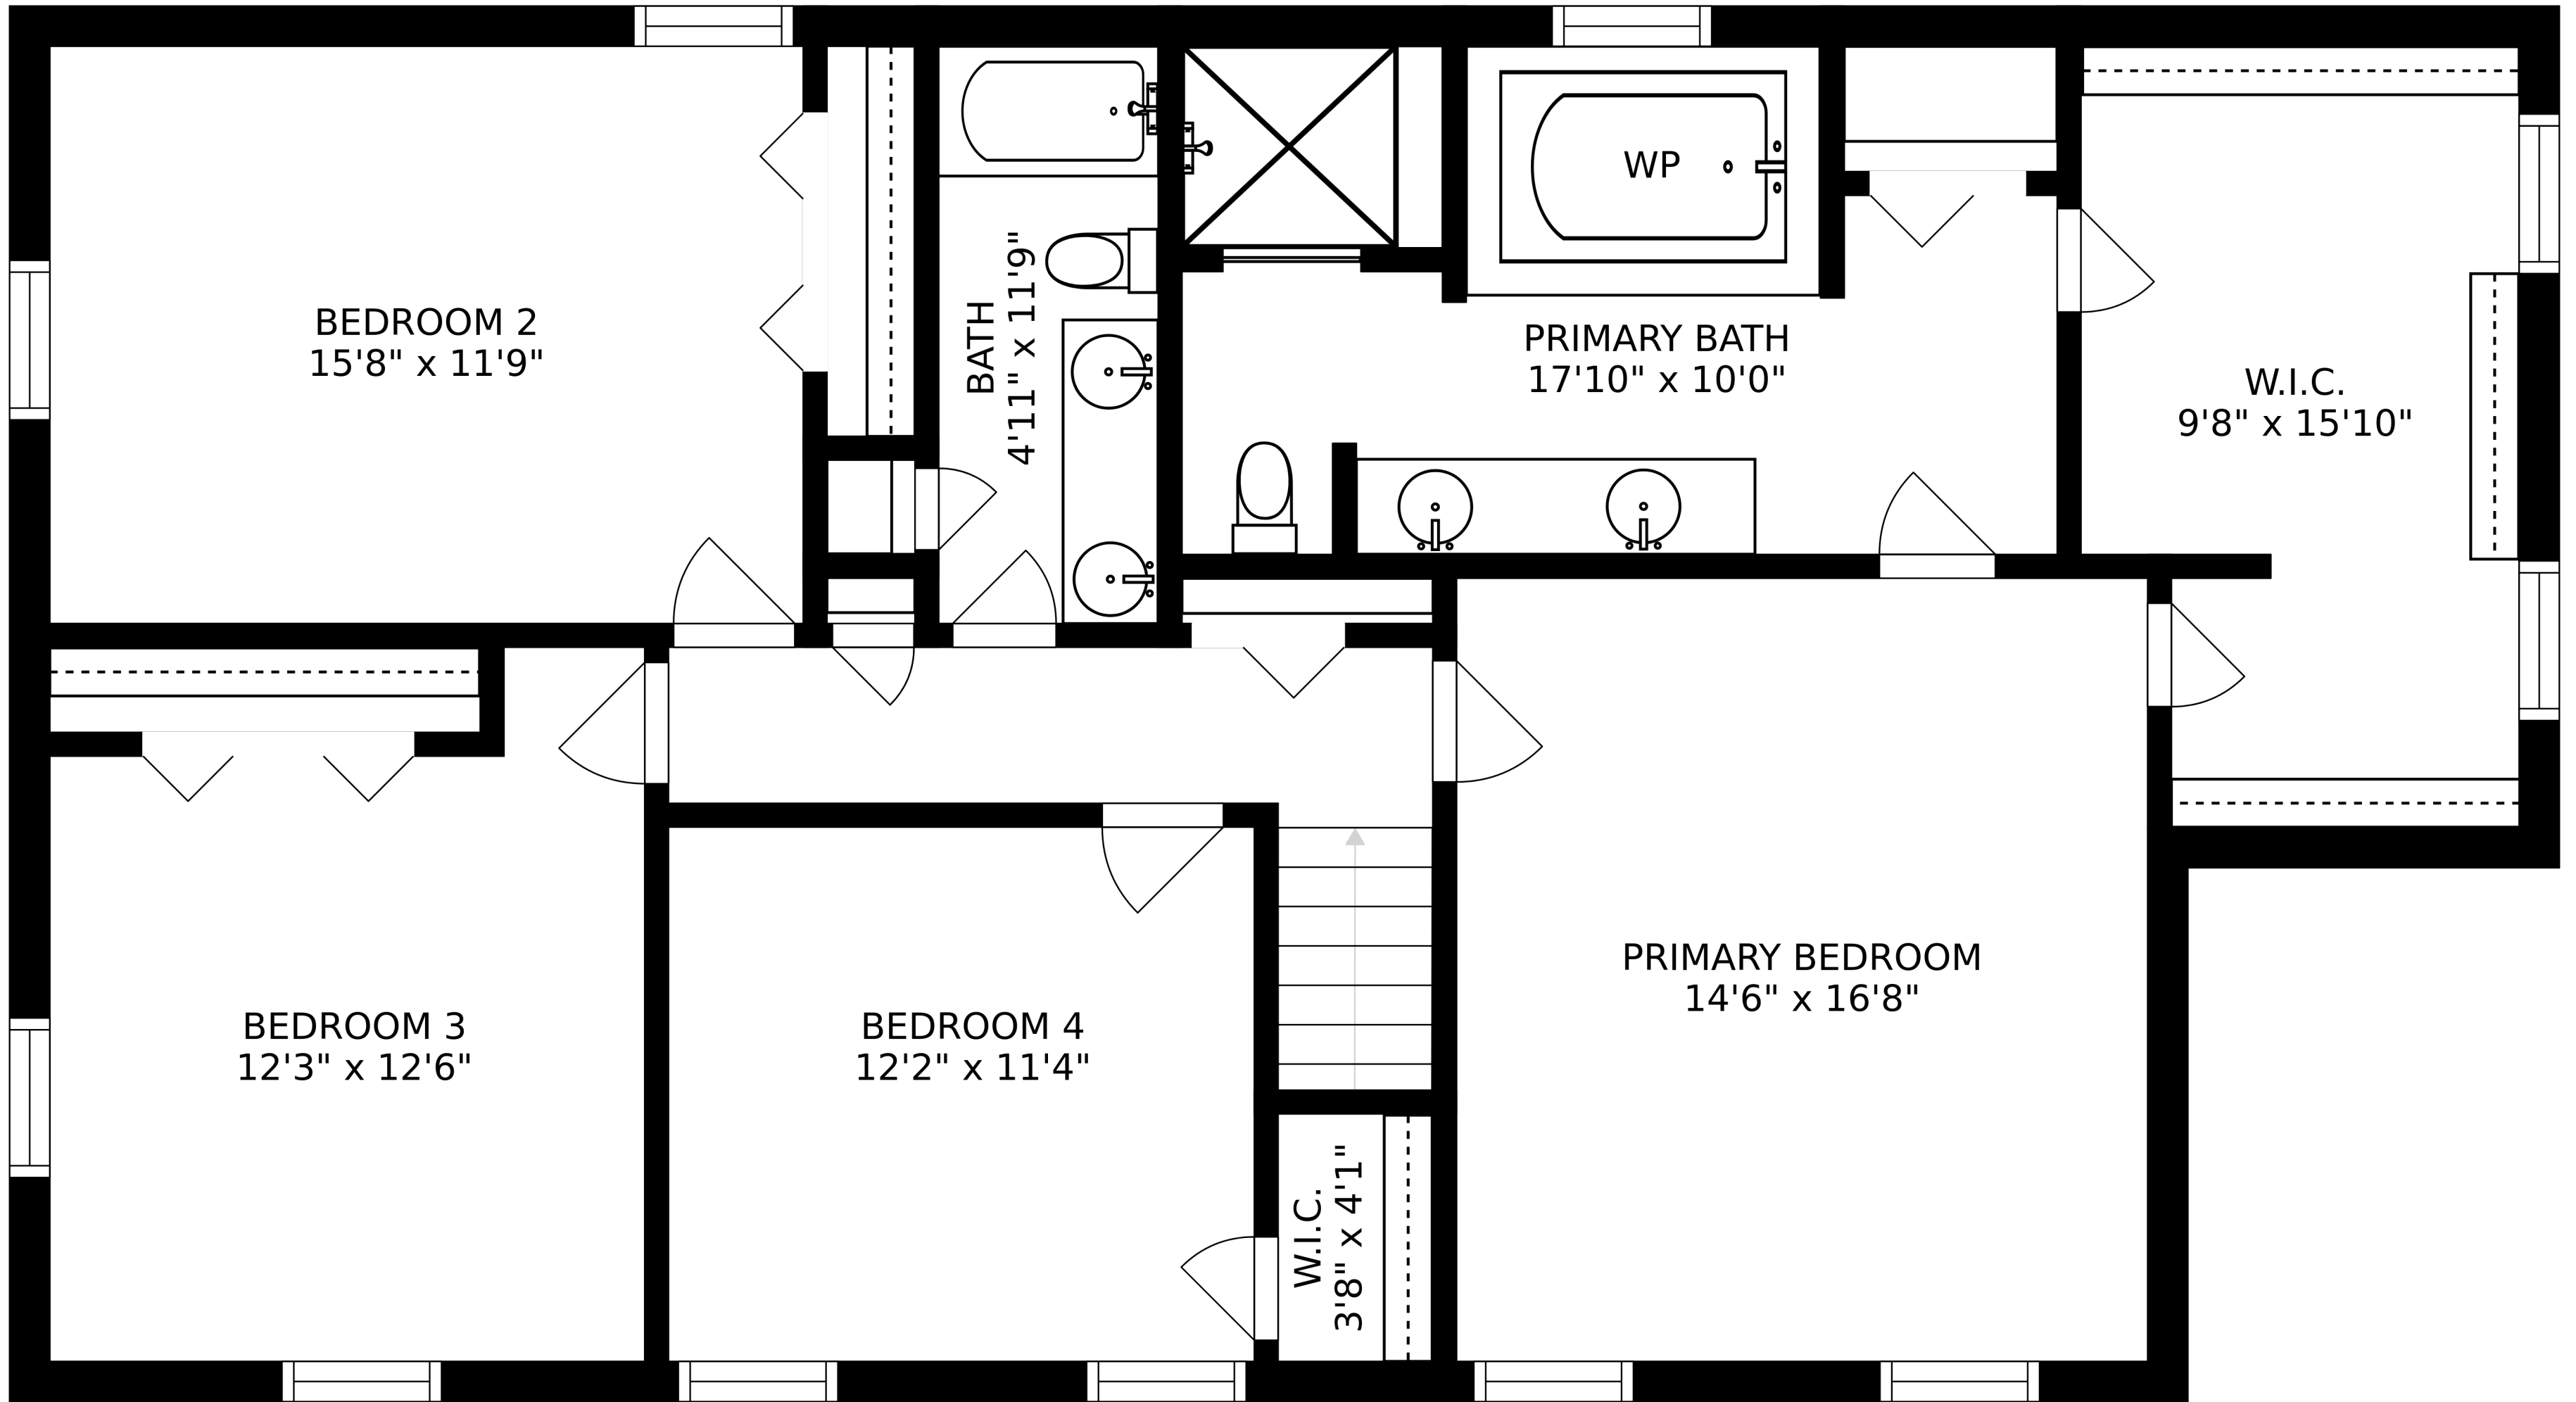 WP
BEDROOM 2
15'8" x 11'9"
BATH
4'11" x 11'9"
PRIMARY BATH
17'10" x 10'0"
W.I.C.
9'8" x 15'10"
PRIMARY BEDROOM
14'6" x 16'8"
BEDROOM 3
12'3" x 12'6"
BEDROOM 4
12'2" x 11'4"
W.I.C.
3'8" x 4'1"